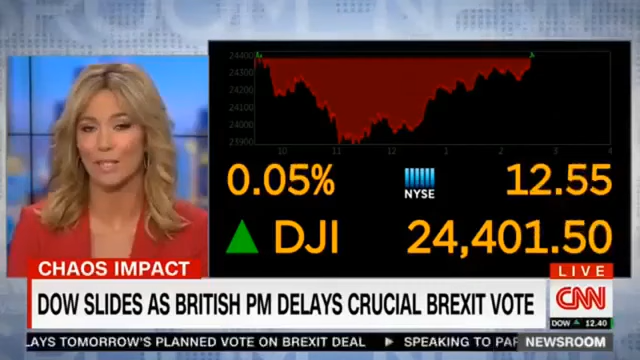 24400
24300
24200
24100
24000
21900
10
11
12
1
2
3
4
0.05%
NYSE
12.55
DJI
24,401.50
CHAOS IMPACT
LIVE
DOW SLIDES AS BRITISH PM DELAYS CRUCIAL BREXIT VOTE
CNN
DOW ▲ 12.40
LAYS TOMORROW'S PLANNED VOTE ON BREXIT DEAL ▶ SPEAKING TO PAR
NEWSROOM